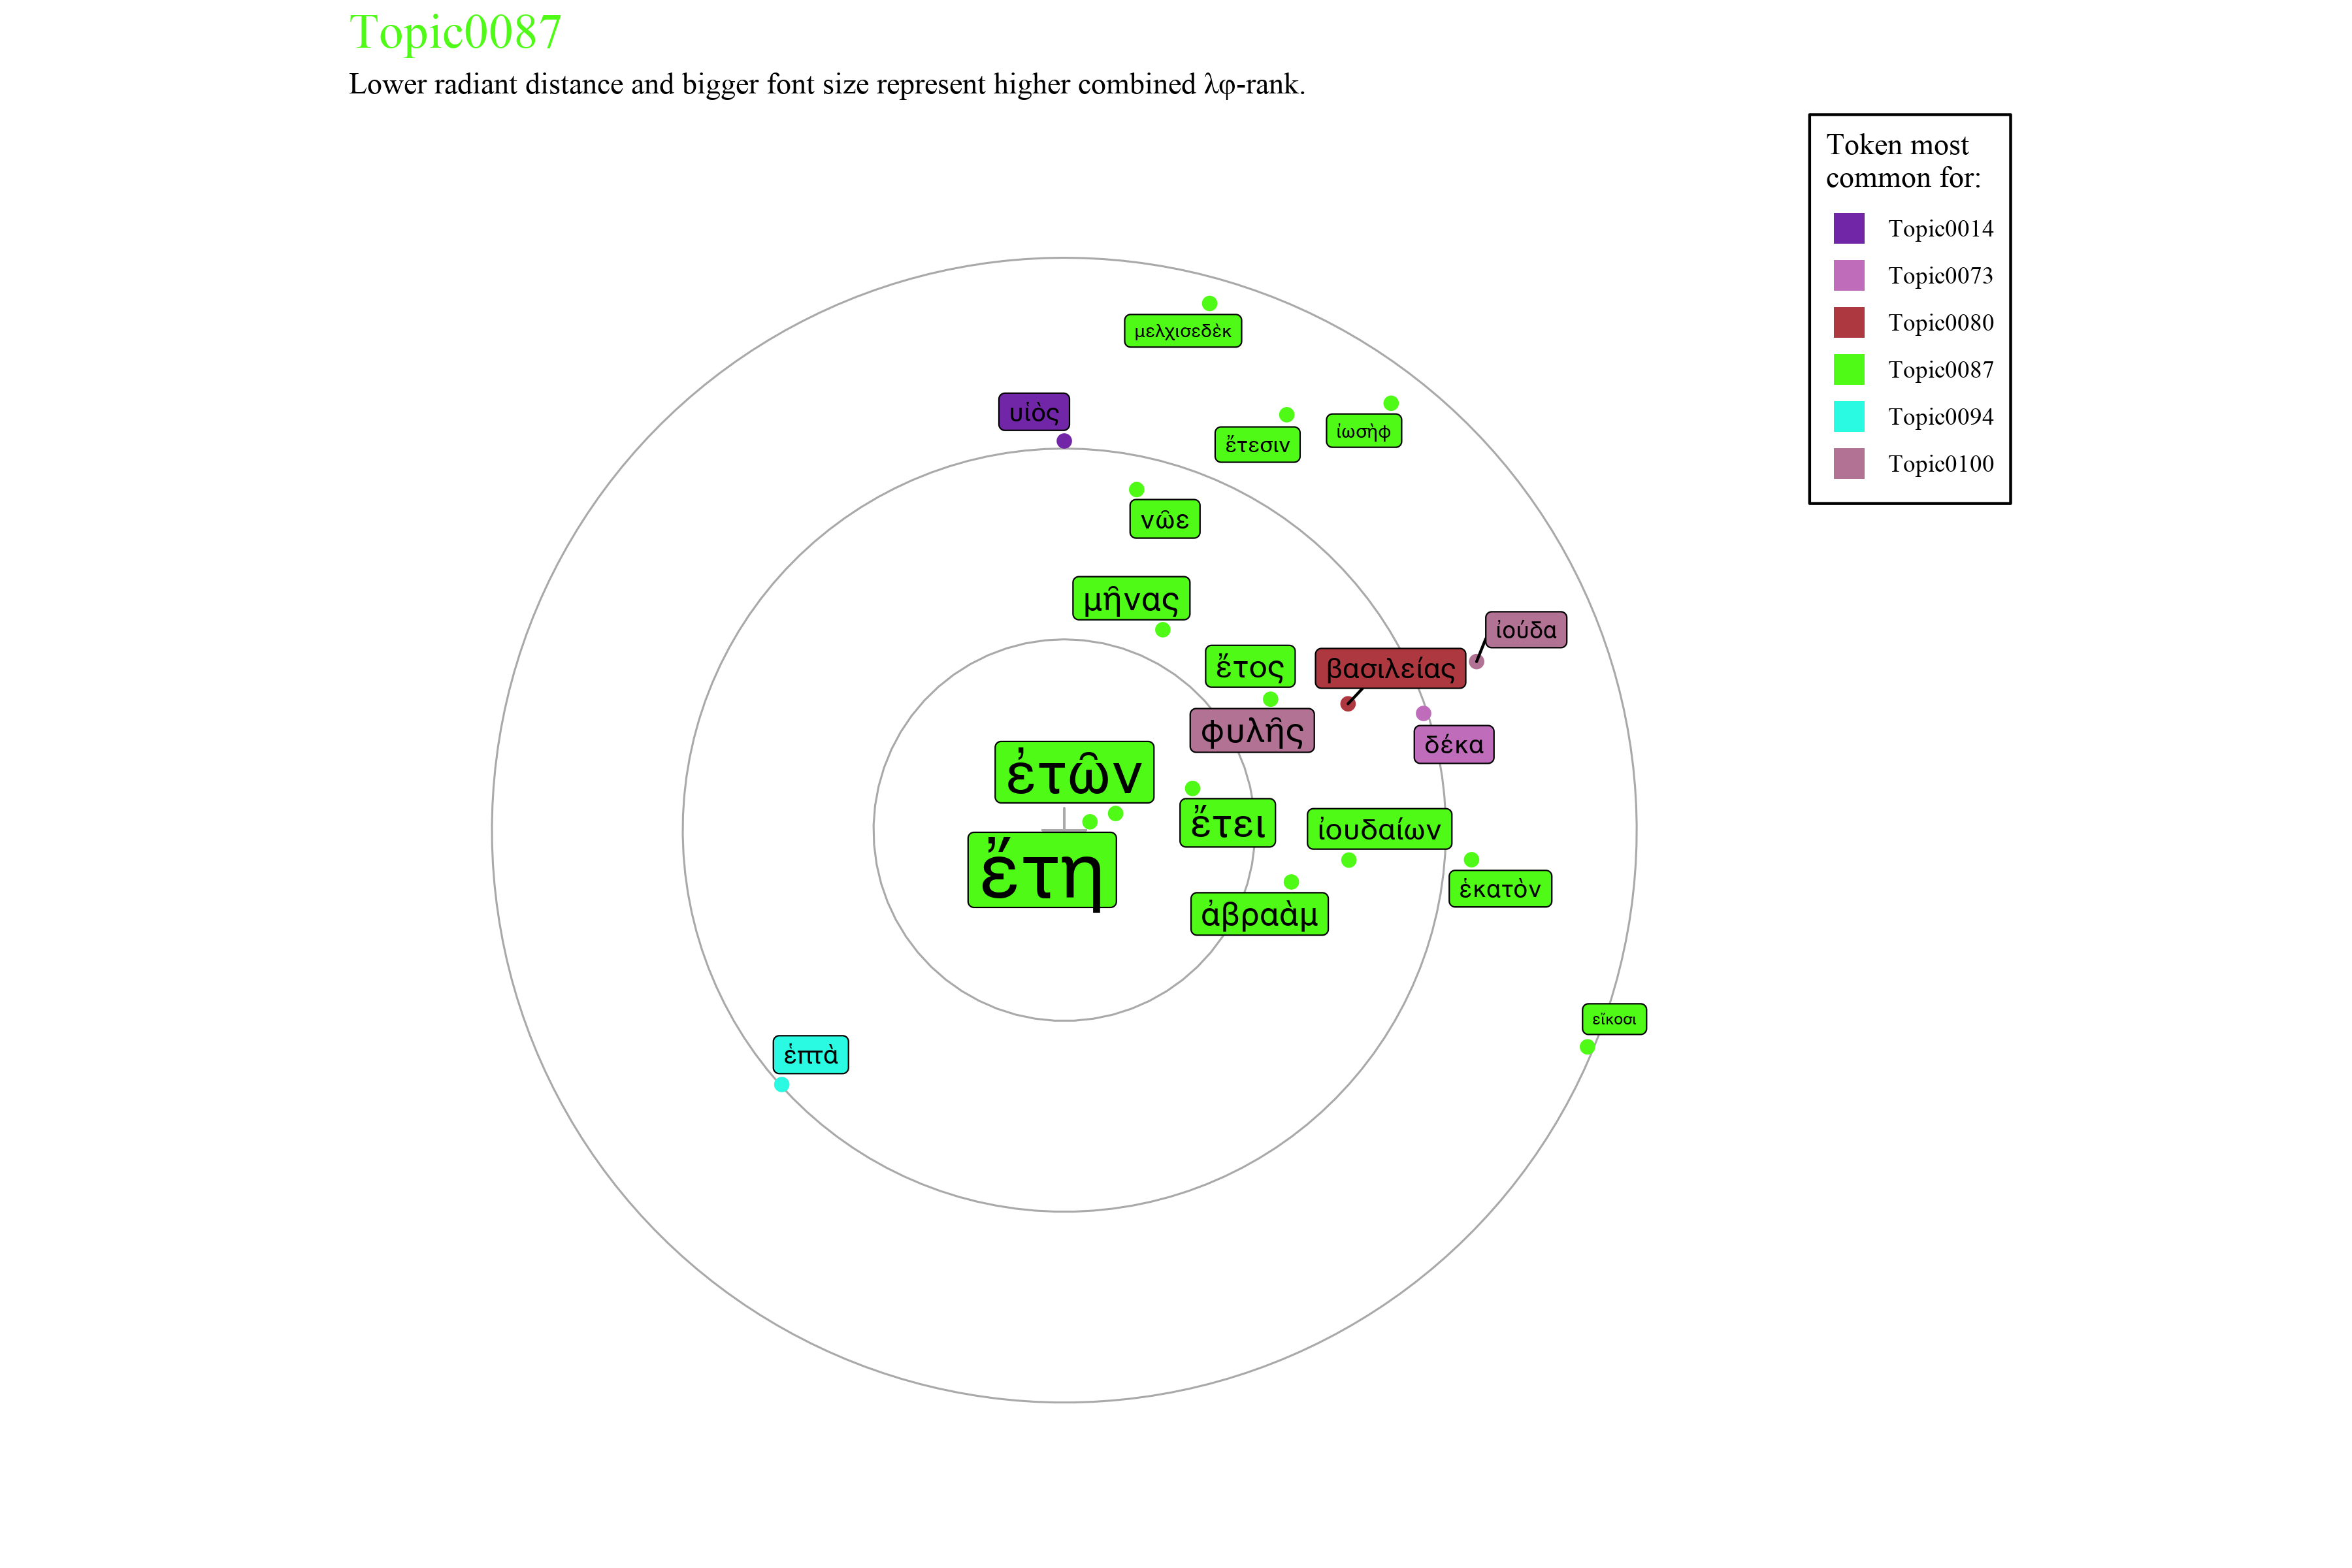 Topic0087
Lower radiant distance and bigger font size represent higher combined λφ-rank.
Token most
common for:
Topic0014
Topic0073
Topic0080
Topic0087
Topic0094
Topic0100
μελχισεδὲκ
υἱὸς
ἔτεσιν
ἰωσὴφ
νῶε
μῆνας
ἰούδα
ἔτος
βασιλείας
φυλῆς
δέκα
ἐτῶν
ἔτει
ἰουδαίων
ἔτη
ἑκατὸν
ἀβραὰμ
εἴκοσι
ἑπτὰ